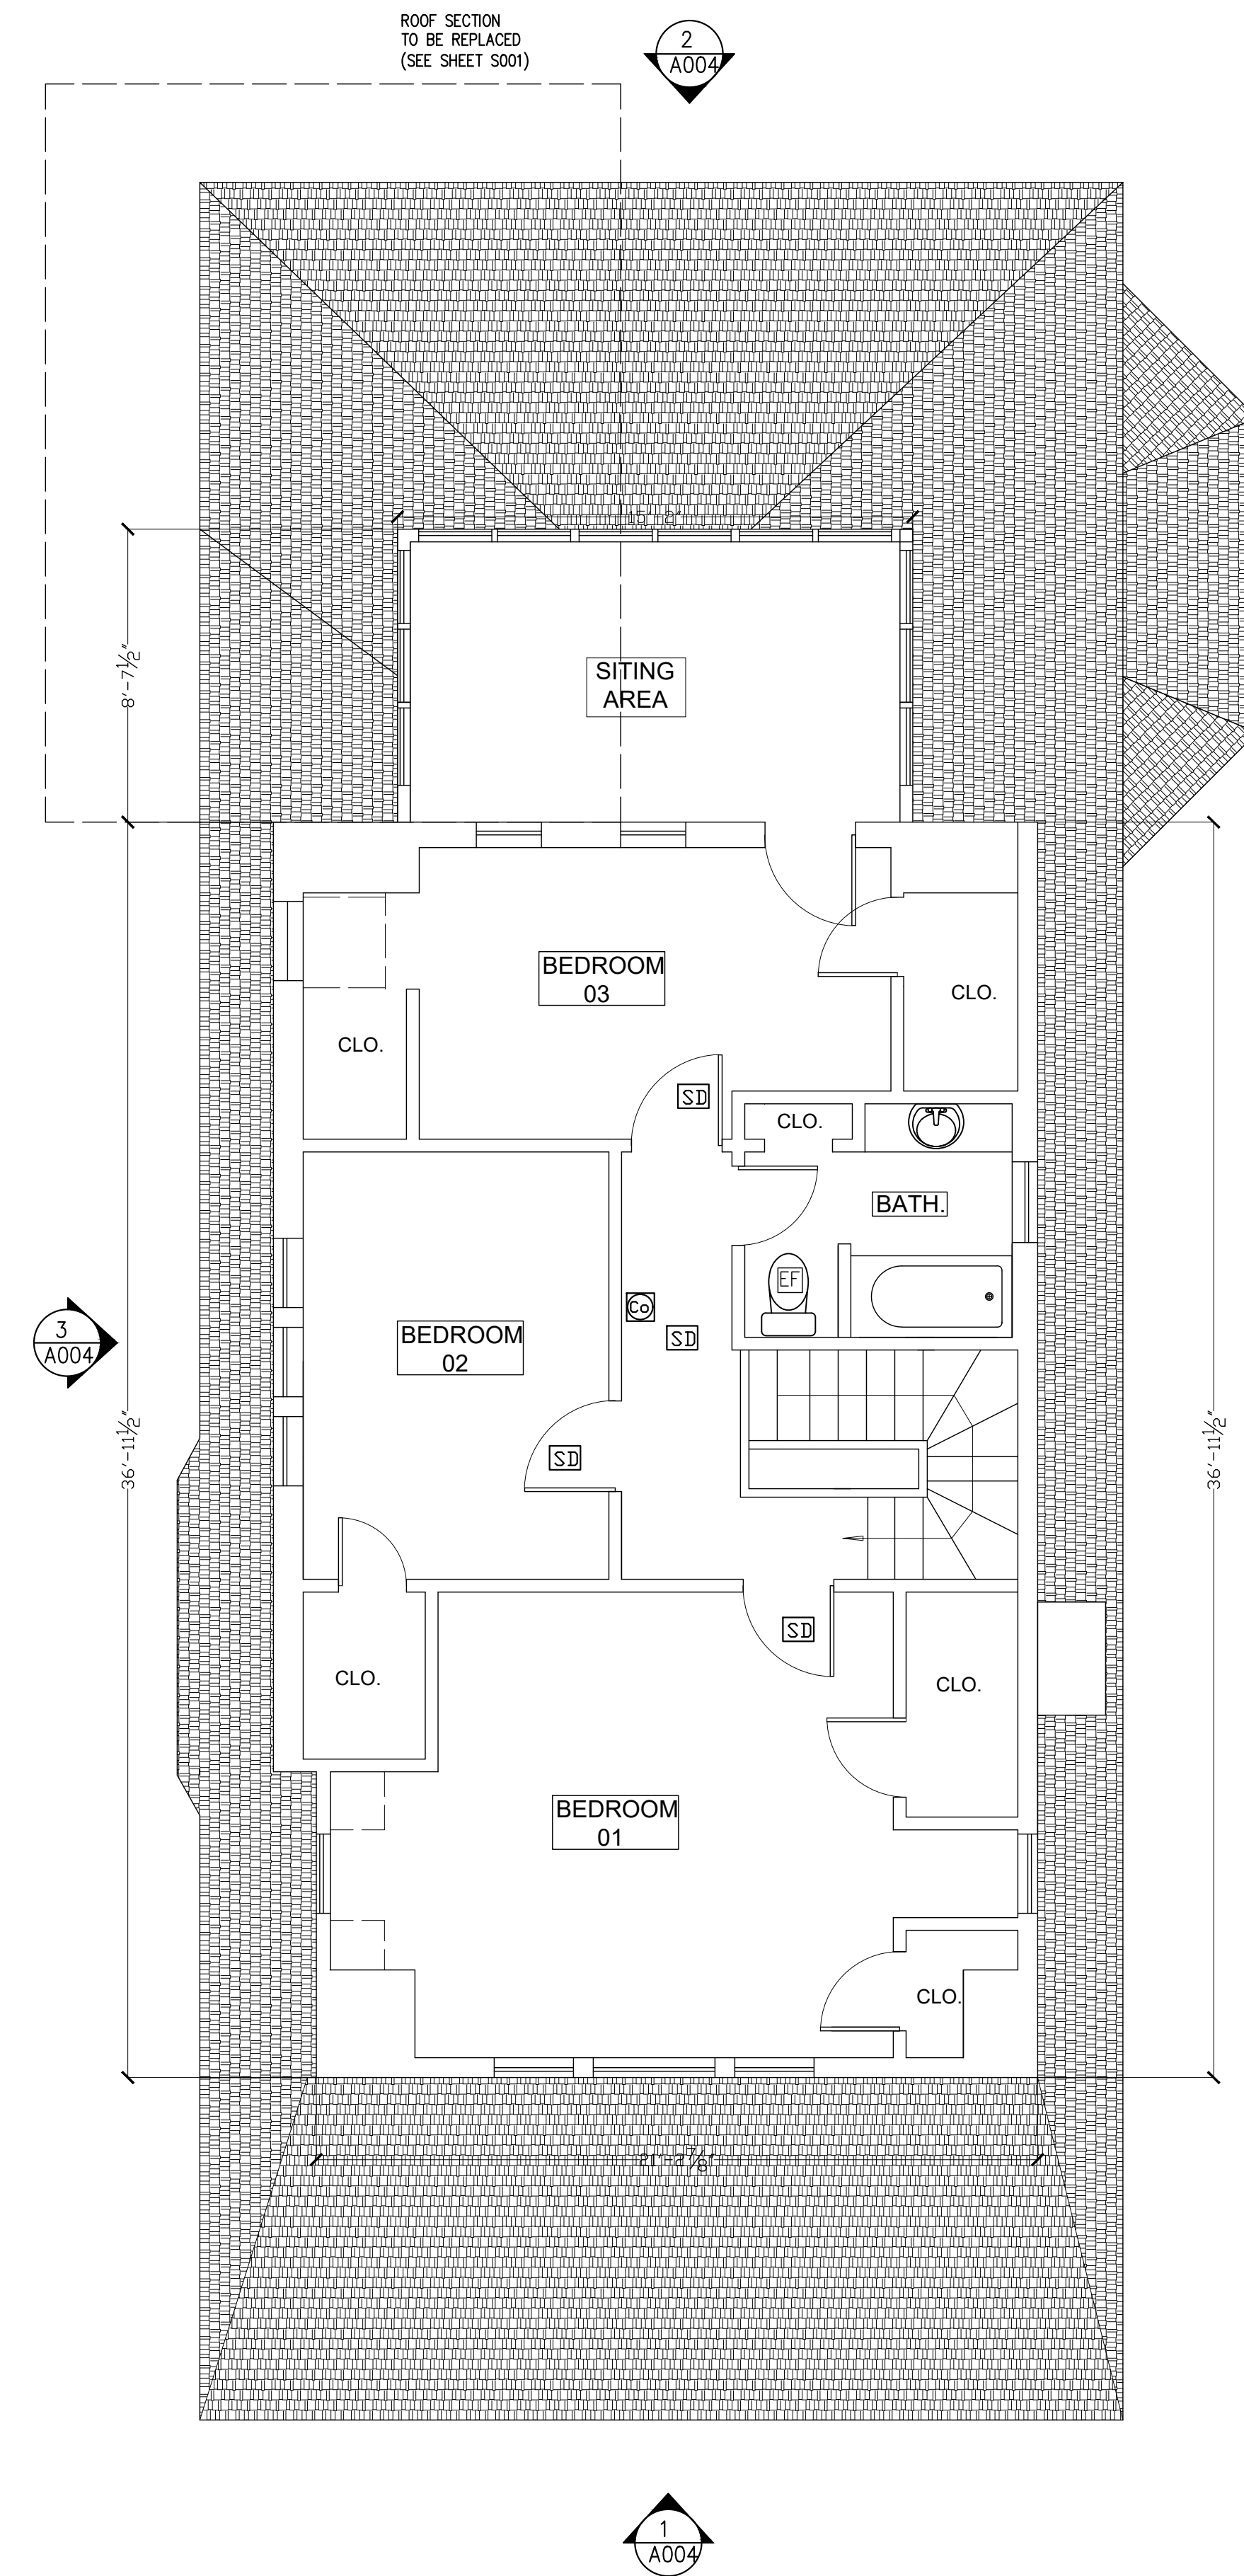 ROOF SECTION
TO BE REPLACED
(SEE SHEET S001)
2
A004
15'-2"
8'-7½"
SITING
AREA
BEDROOM
03
CLO.
CLO.
SD
CLO.
BATH.
EF
Co
SD
BEDROOM
02
3
A004
SD
36'-11½"
36'-11½"
SD
CLO.
CLO.
BEDROOM
01
CLO.
21'-2⅞"
1
A004